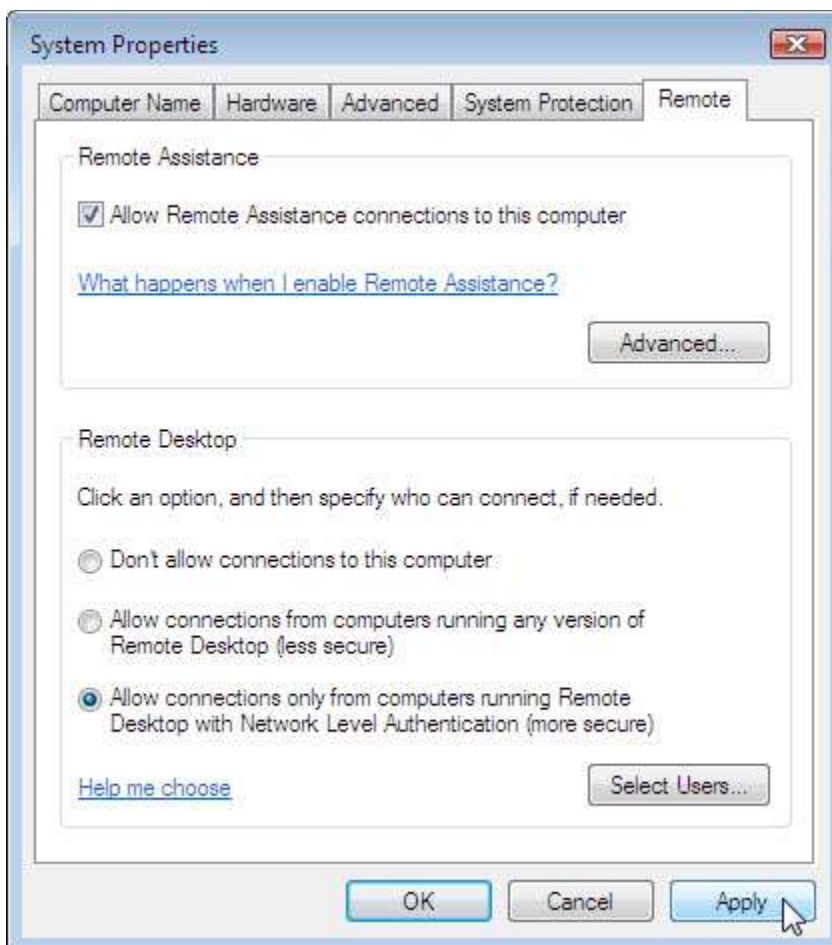 System Properties
Computer Name Hardware Advanced System Protection Remote
Remote Assistance
Allow Remote Assistance connections to this computer
What happens when I enable Remote Assistance?
Advanced...
Remote Desktop
Click an option, and then specify who can connect, if needed.
Don't allow connections to this computer
Allow connections from computers running any version of
Remote Desktop (less secure)
Allow connections only from computers running Remote
Desktop with Network Level Authentication (more secure)
Help me choose Select Users...
OK Cancel Apply